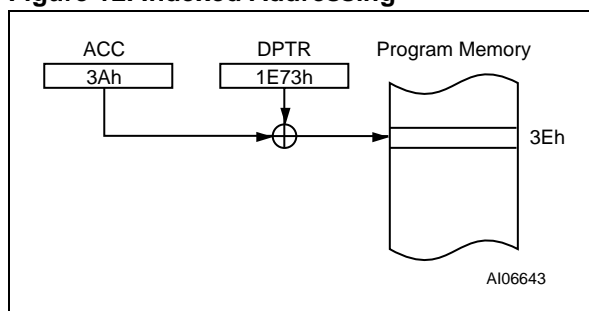 Figure 12. Indexed Addressing
ACC
DPTR
Program Memory
3Ah
1E73h
3Eh
AI06643